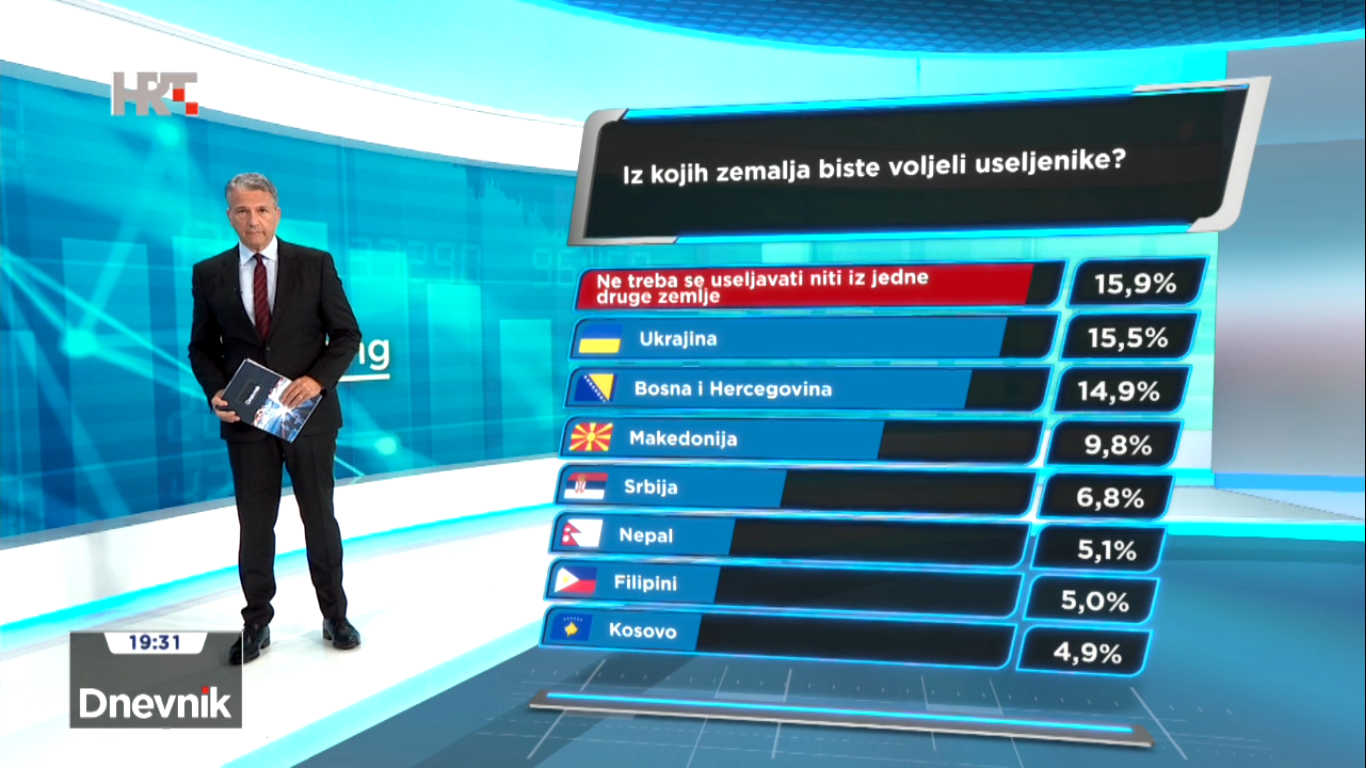 HRT
Iz kojih zemalja biste voljeli useljenike?
Ne treba se useljavati niti iz jedne
druge zemlje
15,9%
Ukrajina
15,5%
Bosna i Hercegovina
14,9%
Makedonija
9,8%
Srbija
6,8%
Nepal
5,1%
Filipini
5,0%
Kosovo
4,9%
Dnevnik
19:31
Dnevnik